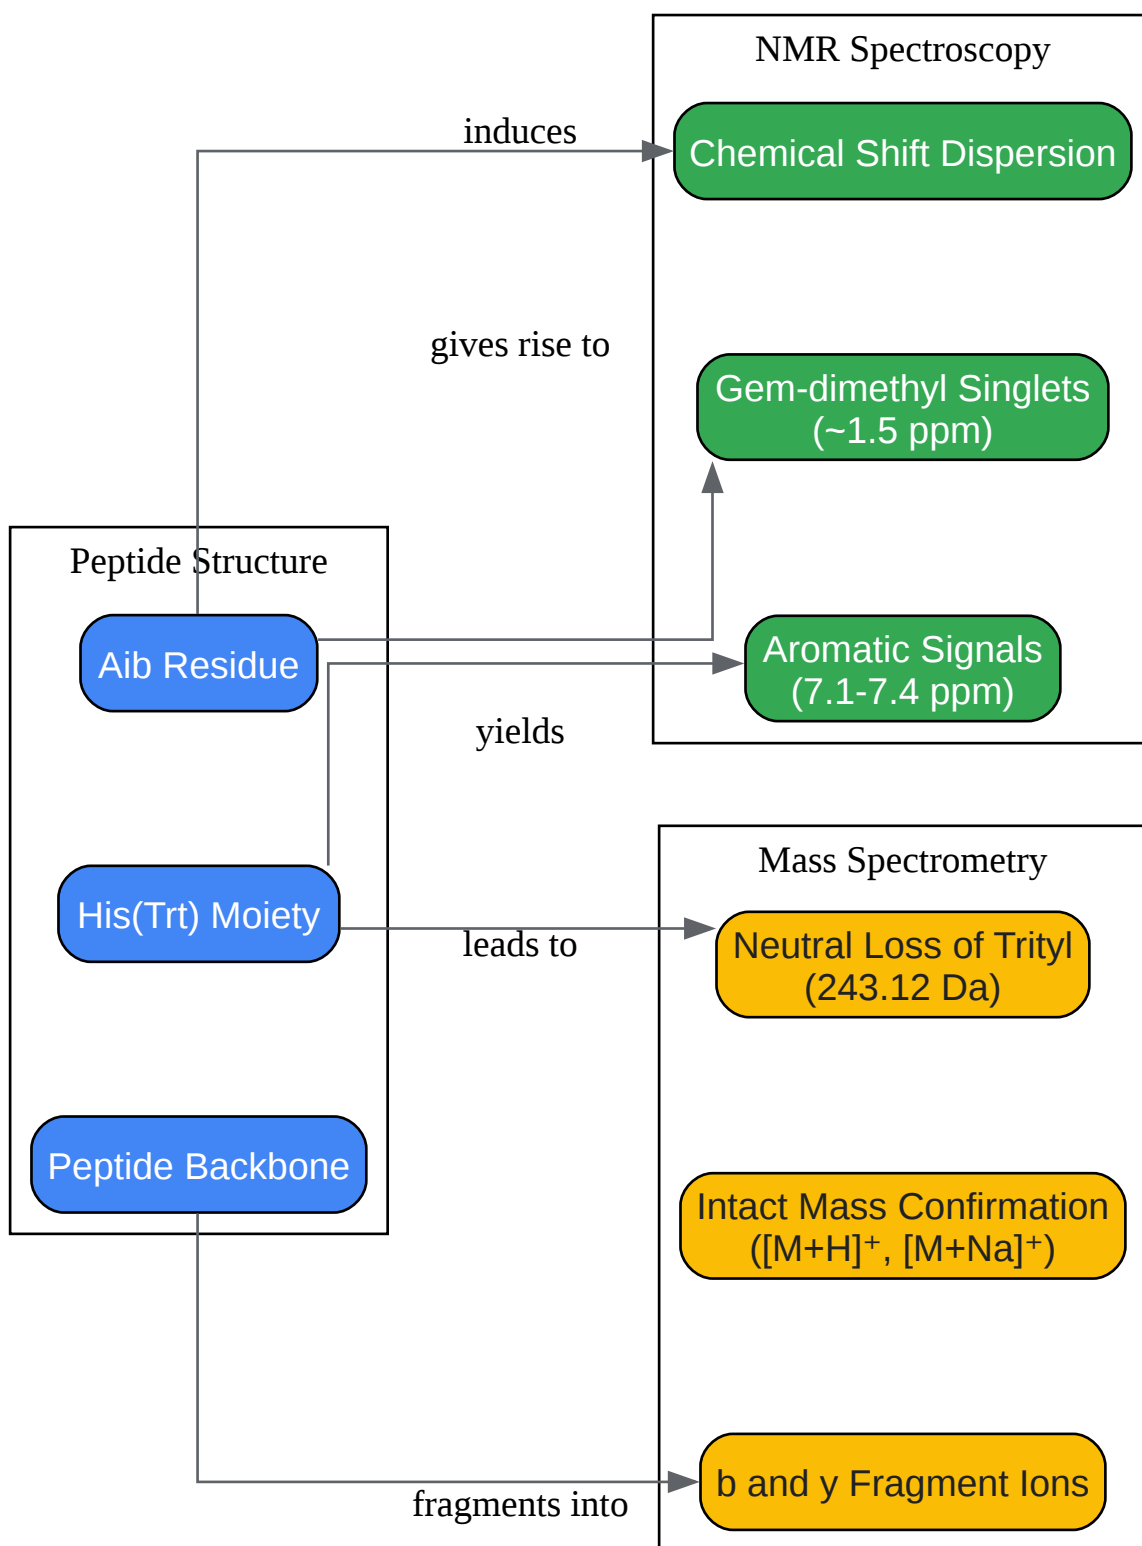 NMR Spectroscopy
induces
Chemical Shift Dispersion
gives rise to
Gem-dimethyl Singlets
(~1.5 ppm)
Peptide Structure
Aib Residue
Aromatic Signals
(7.1-7.4 ppm)
yields
Mass Spectrometry
His(Trt) Moiety
leads to
Neutral Loss of Trityl
(243.12 Da)
Peptide Backbone
Intact Mass Confirmation
([M+H]⁺, [M+Na]⁺)
fragments into
b and y Fragment Ions